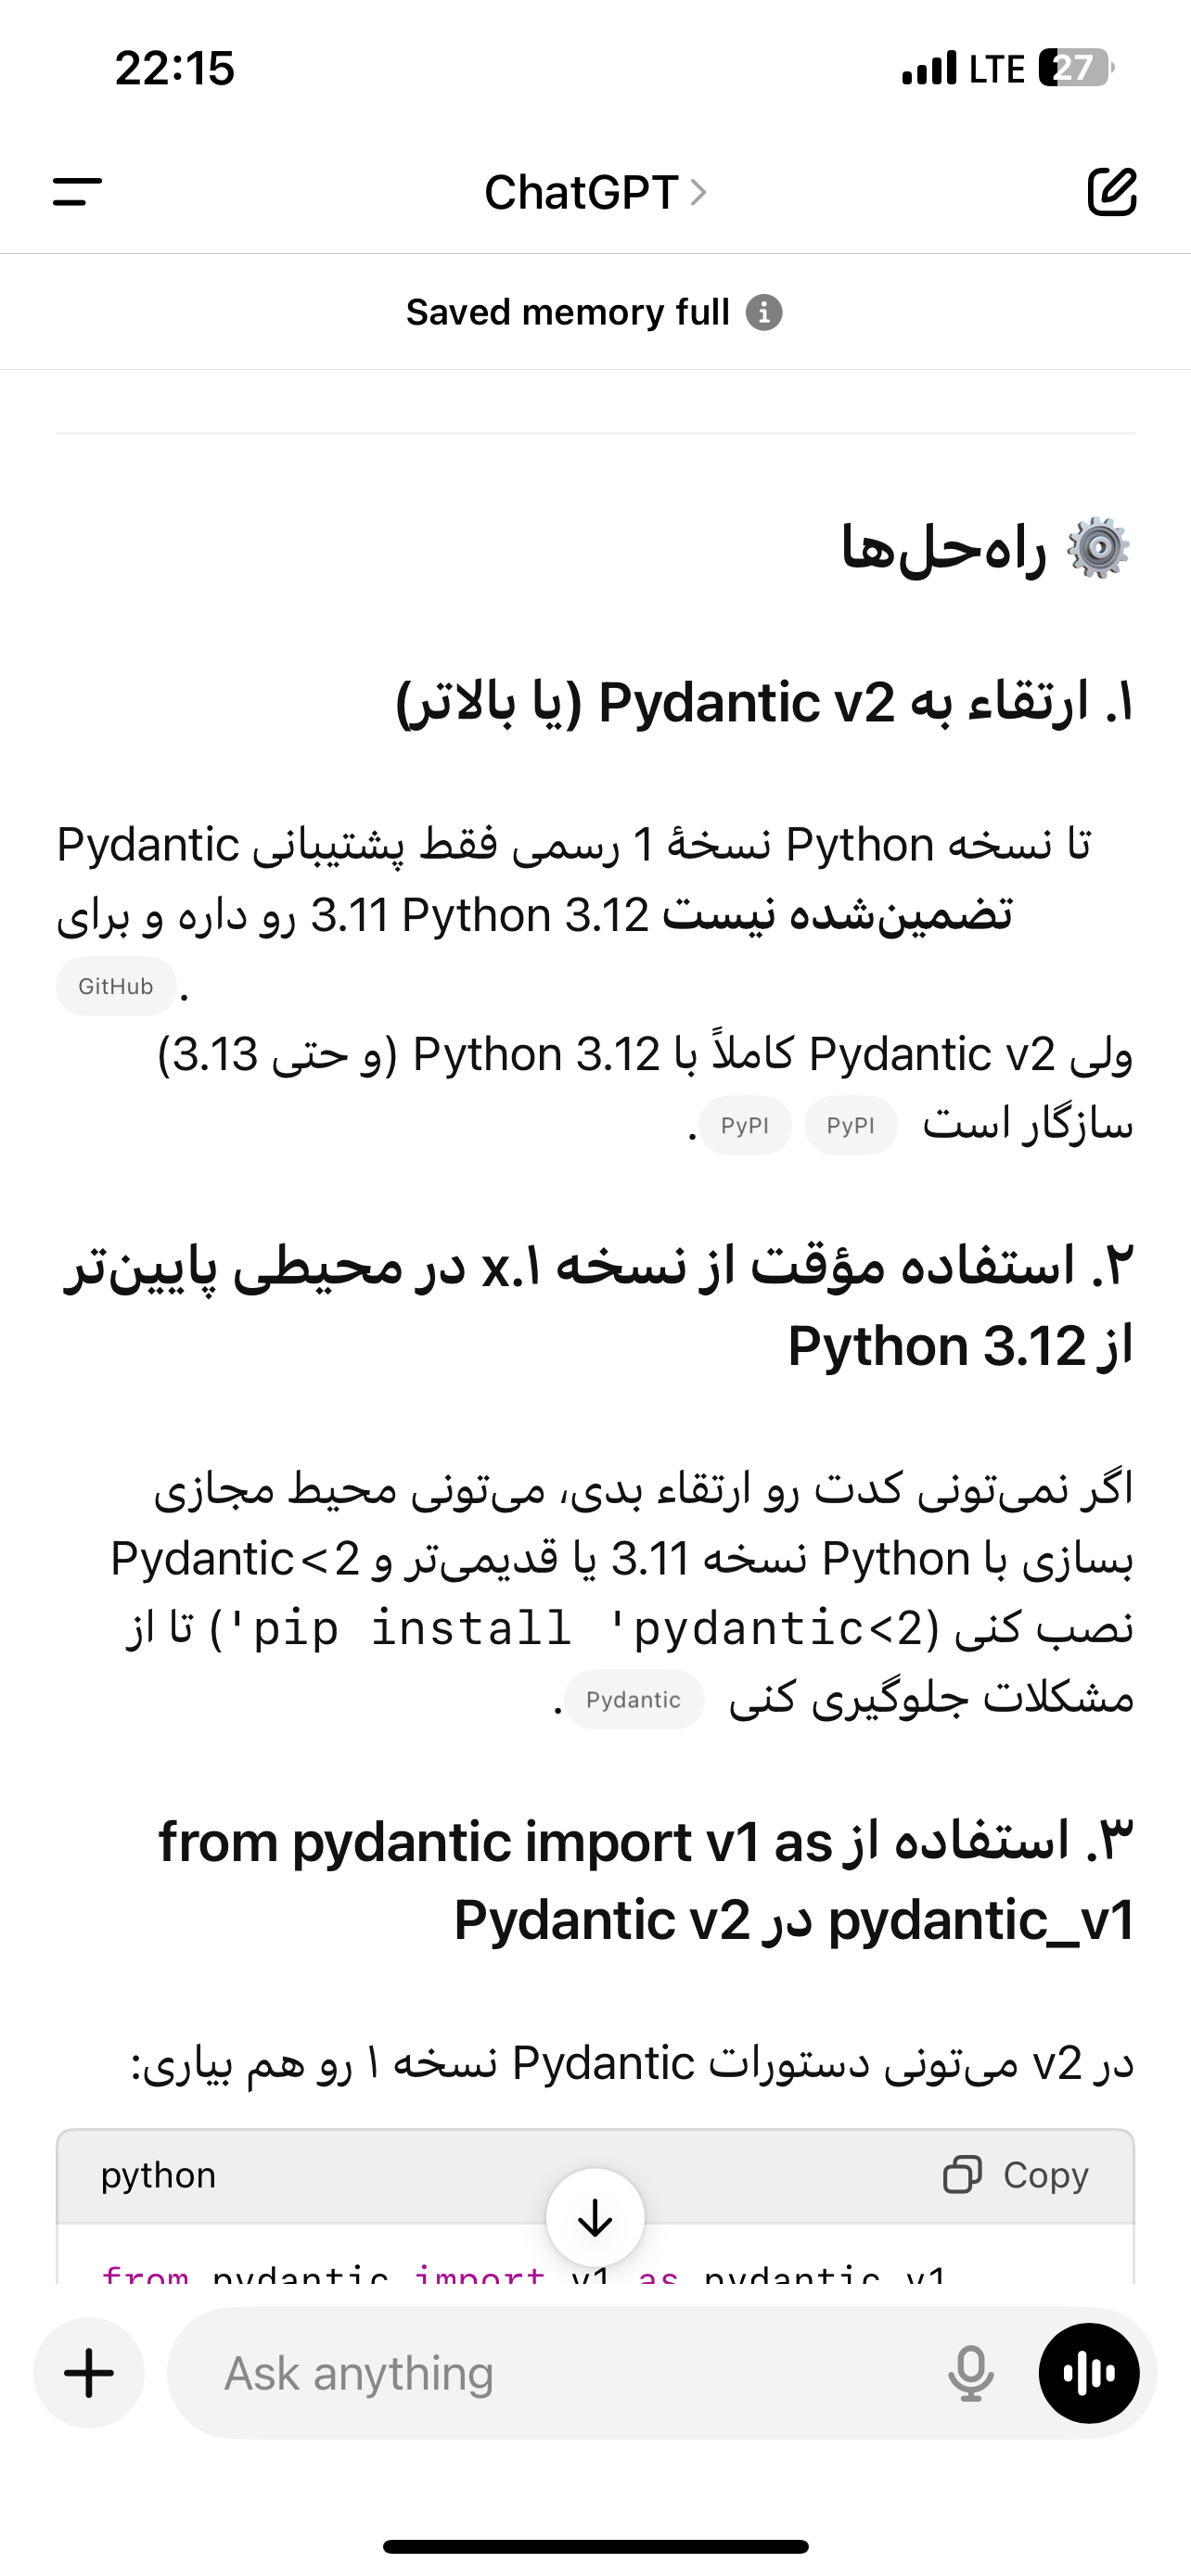 22:15
LTE 27
ChatGPT
Saved memory full
⚙️ راه‌حل‌ها
۱. ارتقاء به Pydantic v2 (یا بالاتر)
Pydantic نسخهٔ 1 رسمی فقط پشتیبانی Python تا نسخه
3.11 رو داره و برای Python 3.12 تضمین‌شده نیست
GitHub .
ولی Pydantic v2 کاملاً با Python 3.12 (و حتی 3.13)
سازگار است PyPI PyPI .
۲. استفاده مؤقت از نسخه ۱.x در محیطی پایین‌تر
از Python 3.12
اگر نمی‌تونی کدت رو ارتقاء بدی، می‌تونی محیط مجازی
بسازی با Python نسخه 3.11 یا قدیمی‌تر و Pydantic<2
نصب کنی (pip install 'pydantic<2') تا از
مشکلات جلوگیری کنی Pydantic .
۳. استفاده از from pydantic import v1 as
pydantic_v1 در Pydantic v2
در v2 می‌تونی دستورات Pydantic نسخه ۱ رو هم بیاری:
python Copy
from pydantic import v1 as pydantic_v1
Ask anything